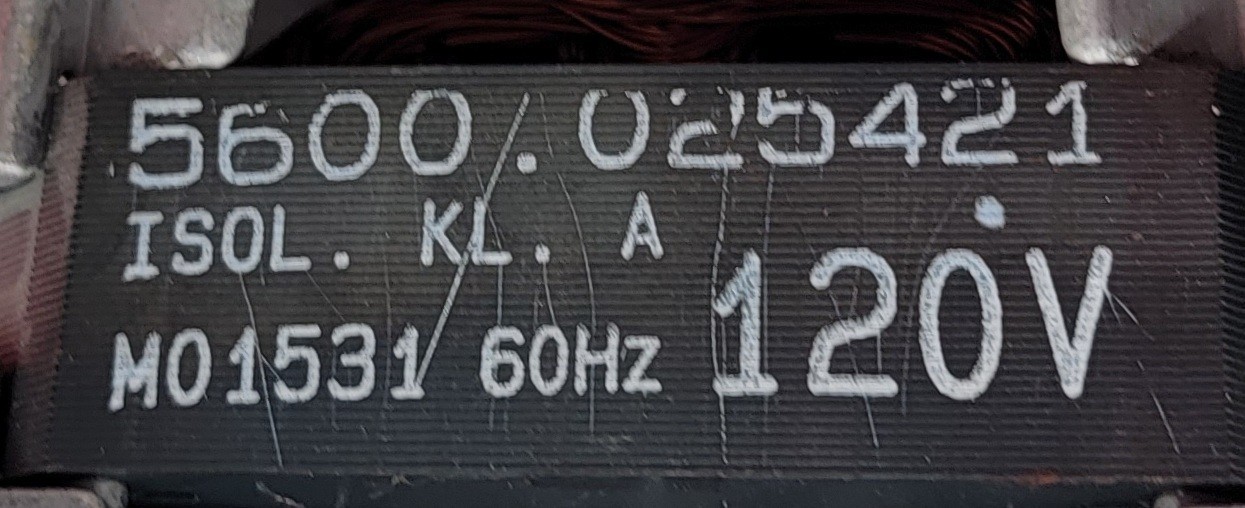 5600.025421
ISOL. KL. A
M01531 60Hz 120V